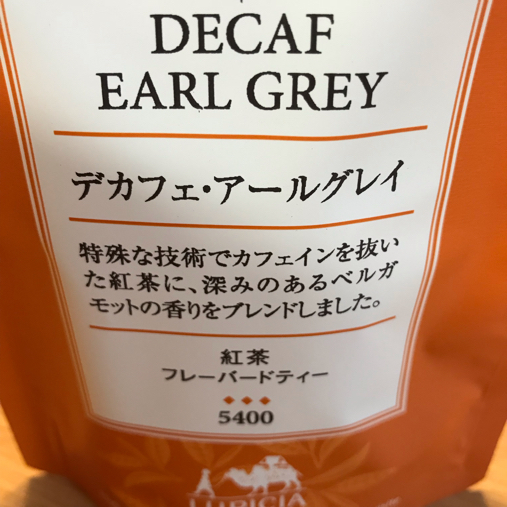 DECAF
EARL GREY
デカフェ・アールグレイ
特殊な技術でカフェインを抜い
た紅茶に、深みのあるベルガ
モットの香りをブレンドしました。
紅茶
フレーバードティー
5400
LUPICIA